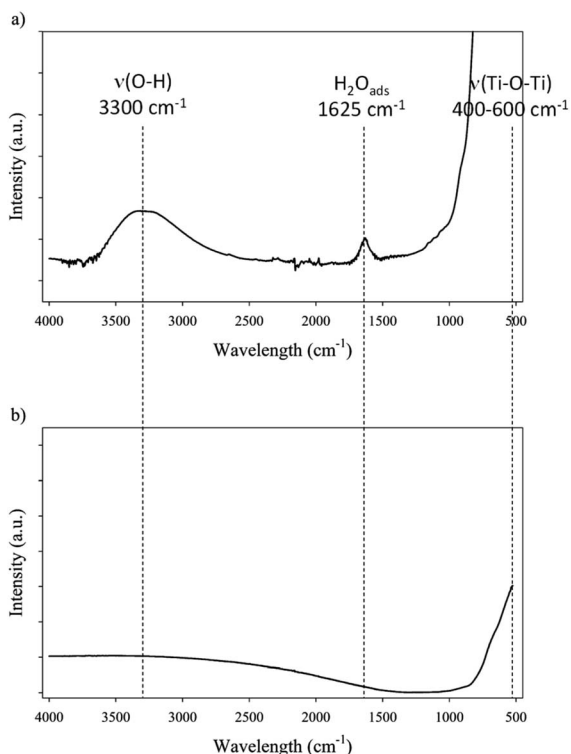 a)
ν(O-H)
3300 cm⁻¹
H₂Oₐdₛ
1625 cm⁻¹
ν(Ti-O-Ti)
400-600 cm⁻¹
Intensity (a.u.)
4000 3500 3000 2500 2000 1500 1000 500
Wavelength (cm⁻¹)
b)
Intensity (a.u.)
4000 3500 3000 2500 2000 1500 1000 500
Wavelength (cm⁻¹)